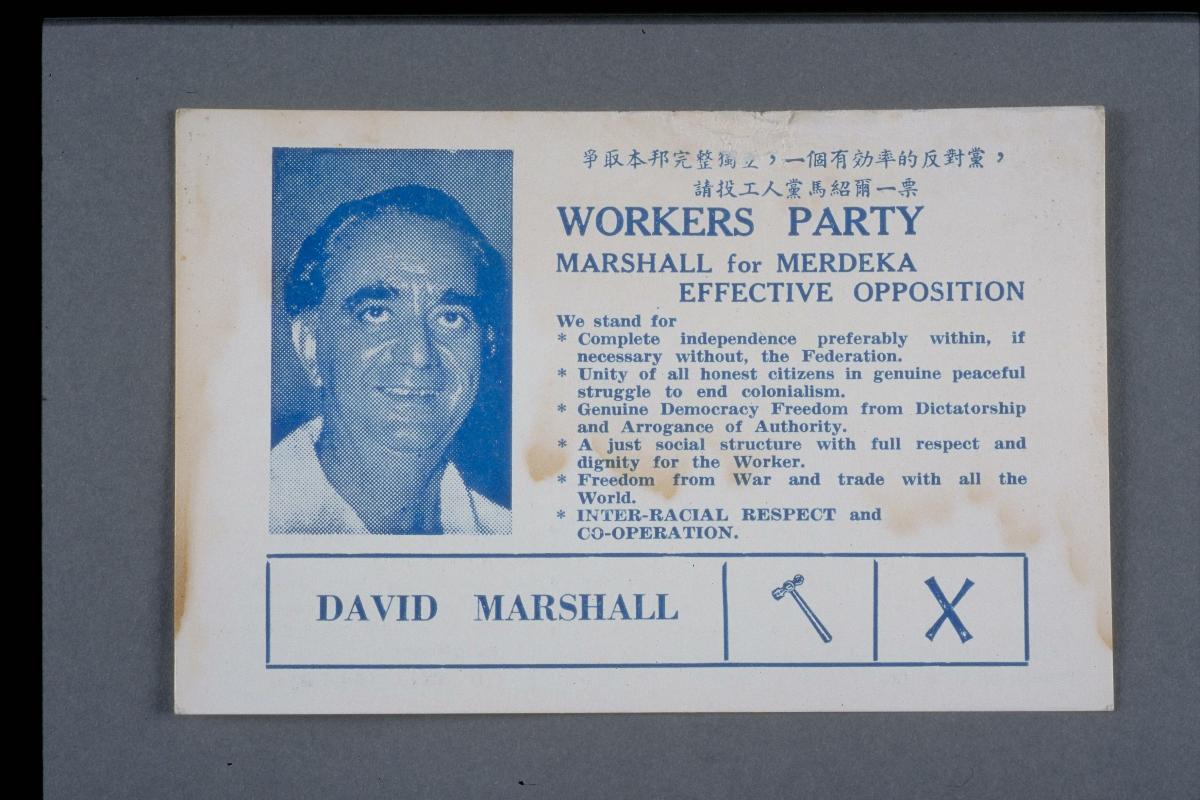 爭取本邦完整獨立，一個有効率的反對黨，
請投工人黨馬紹爾一票
WORKERS PARTY
MARSHALL for MERDEKA
EFFECTIVE OPPOSITION
We stand for
* Complete independence preferably within, if
necessary without, the Federation.
* Unity of all honest citizens in genuine peaceful
struggle to end colonialism.
* Genuine Democracy Freedom from Dictatorship
and Arrogance of Authority.
* A just social structure with full respect and
dignity for the Worker.
* Freedom from War and trade with all the
World.
* INTER-RACIAL RESPECT and
CO-OPERATION.
DAVID MARSHALL X